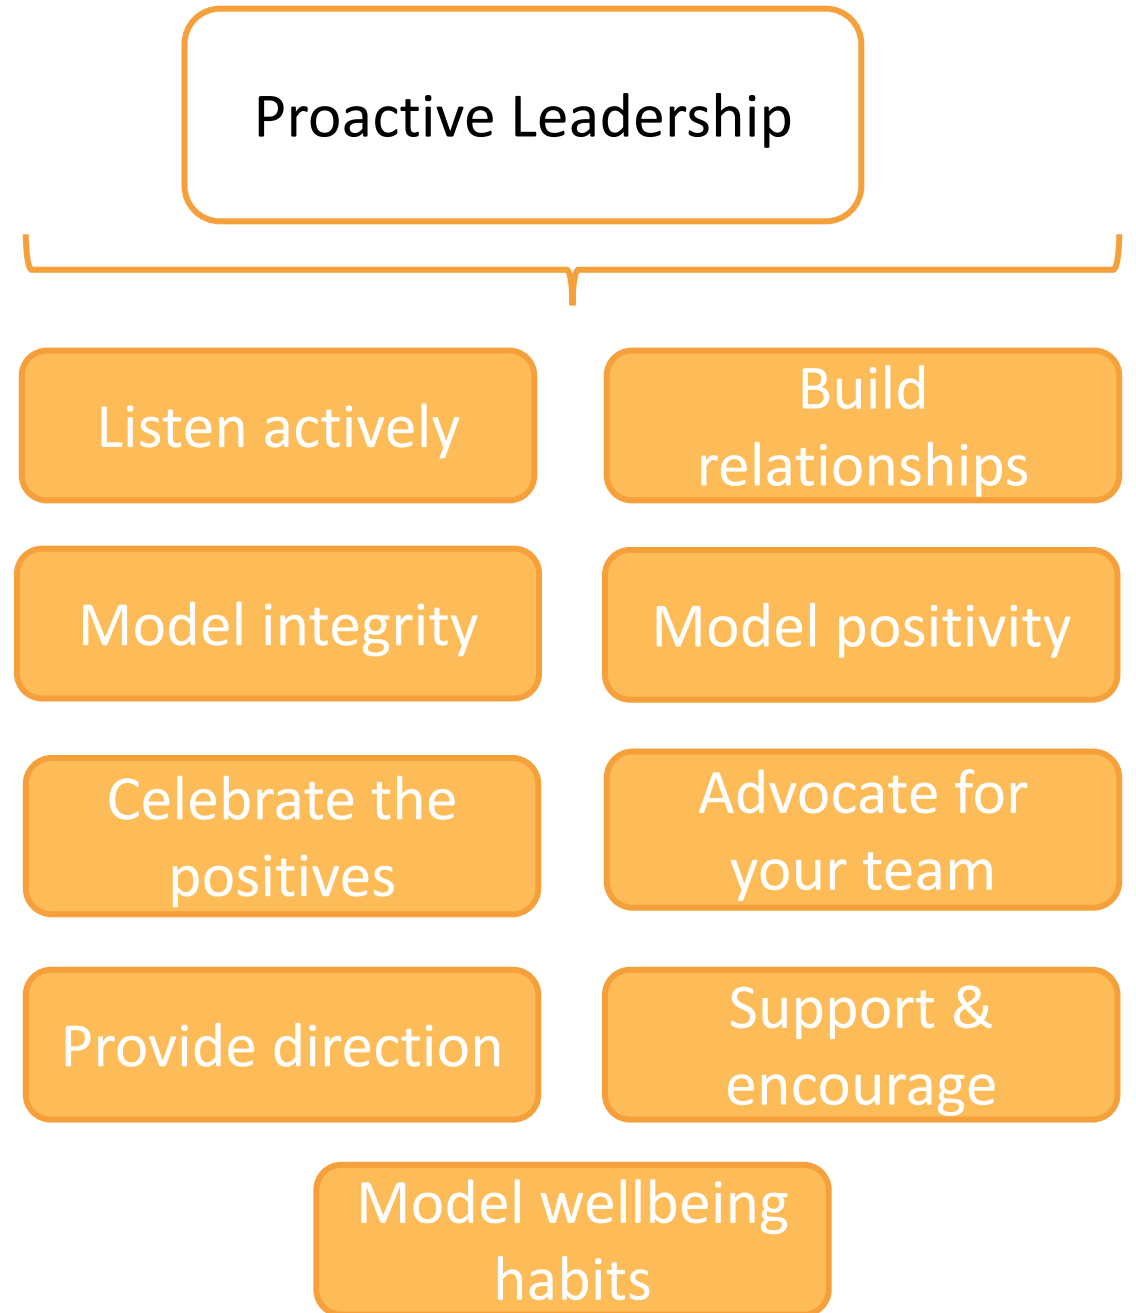 Proactive Leadership
Listen actively
Build
relationships
Model integrity
Model positivity
Celebrate the
positives
Advocate for
your team
Provide direction
Support &
encourage
Model wellbeing
habits